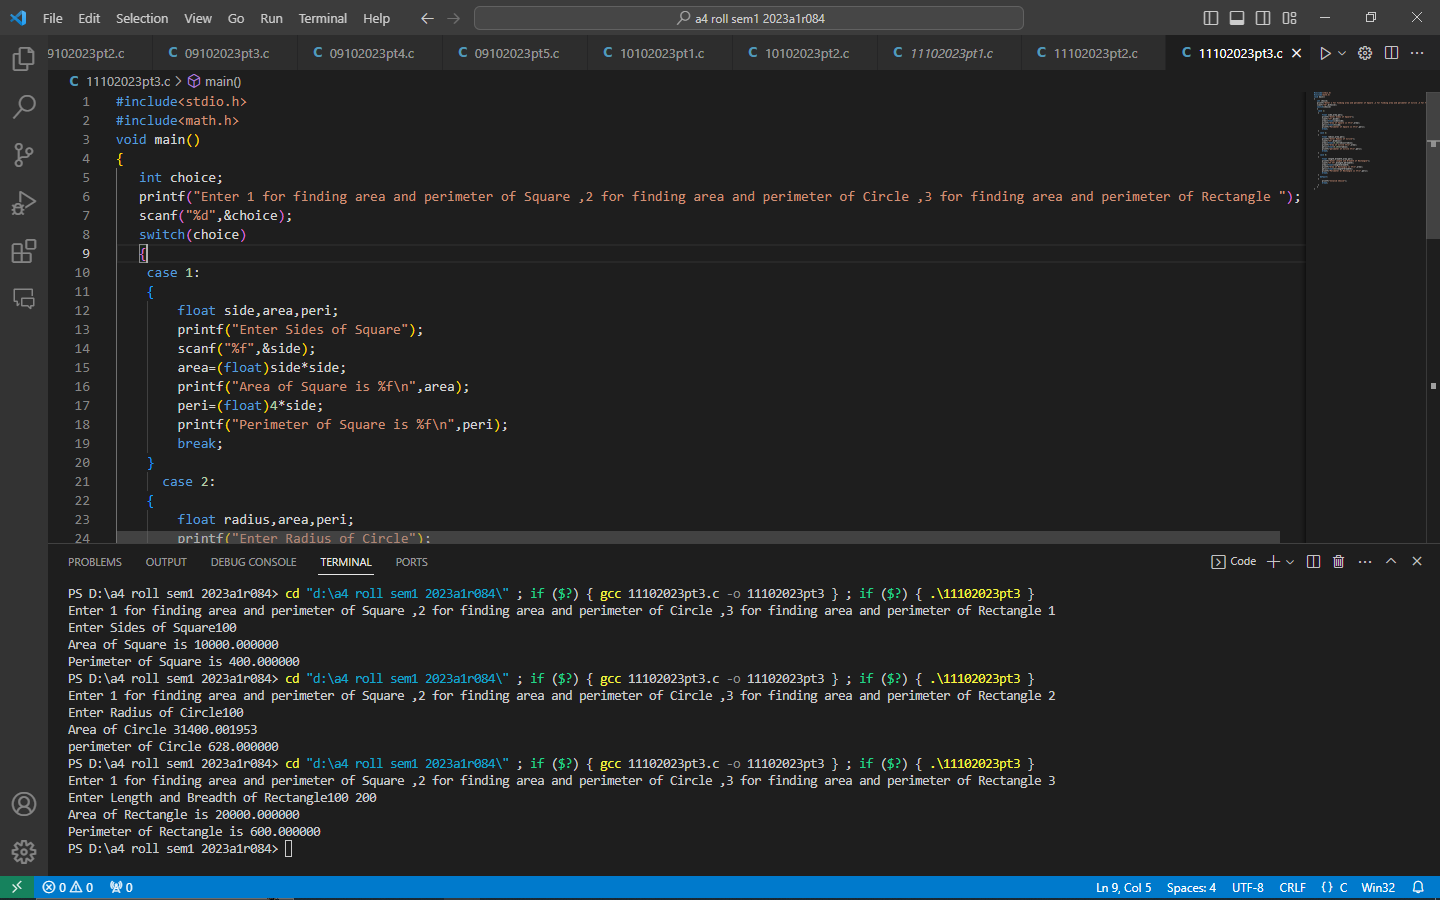 File Edit Selection View Go Run Terminal Help a4 roll sem1 2023a1r084
09102023pt2.c C 09102023pt3.c C 09102023pt4.c C 09102023pt5.c C 10102023pt1.c C 10102023pt2.c C 11102023pt1.c C 11102023pt2.c C 11102023pt3.c
C 11102023pt3.c > main()
1 #include<stdio.h>
2 #include<math.h>
3 void main()
4 {
5 int choice;
6 printf("Enter 1 for finding area and perimeter of Square ,2 for finding area and perimeter of Circle ,3 for finding area and perimeter of Rectangle ");
7 scanf("%d",&choice);
8 switch(choice)
9 {
10 case 1:
11 {
12 float side,area,peri;
13 printf("Enter Sides of Square");
14 scanf("%f",&side);
15 area=(float)side*side;
16 printf("Area of Square is %f\n",area);
17 peri=(float)4*side;
18 printf("Perimeter of Square is %f\n",peri);
19 break;
20 }
21 case 2:
22 {
23 float radius,area,peri;
24 printf("Enter Radius of Circle");
PROBLEMS OUTPUT DEBUG CONSOLE TERMINAL PORTS Code
PS D:\a4 roll sem1 2023a1r084> cd "d:\a4 roll sem1 2023a1r084\" ; if ($?) { gcc 11102023pt3.c -o 11102023pt3 } ; if ($?) { .\11102023pt3 }
Enter 1 for finding area and perimeter of Square ,2 for finding area and perimeter of Circle ,3 for finding area and perimeter of Rectangle 1
Enter Sides of Square100
Area of Square is 10000.000000
Perimeter of Square is 400.000000
PS D:\a4 roll sem1 2023a1r084> cd "d:\a4 roll sem1 2023a1r084\" ; if ($?) { gcc 11102023pt3.c -o 11102023pt3 } ; if ($?) { .\11102023pt3 }
Enter 1 for finding area and perimeter of Square ,2 for finding area and perimeter of Circle ,3 for finding area and perimeter of Rectangle 2
Enter Radius of Circle100
Area of Circle 31400.001953
perimeter of Circle 628.000000
PS D:\a4 roll sem1 2023a1r084> cd "d:\a4 roll sem1 2023a1r084\" ; if ($?) { gcc 11102023pt3.c -o 11102023pt3 } ; if ($?) { .\11102023pt3 }
Enter 1 for finding area and perimeter of Square ,2 for finding area and perimeter of Circle ,3 for finding area and perimeter of Rectangle 3
Enter Length and Breadth of Rectangle100 200
Area of Rectangle is 20000.000000
Perimeter of Rectangle is 600.000000
PS D:\a4 roll sem1 2023a1r084>
0 0 0 Ln 9, Col 5 Spaces: 4 UTF-8 CRLF {} C Win32